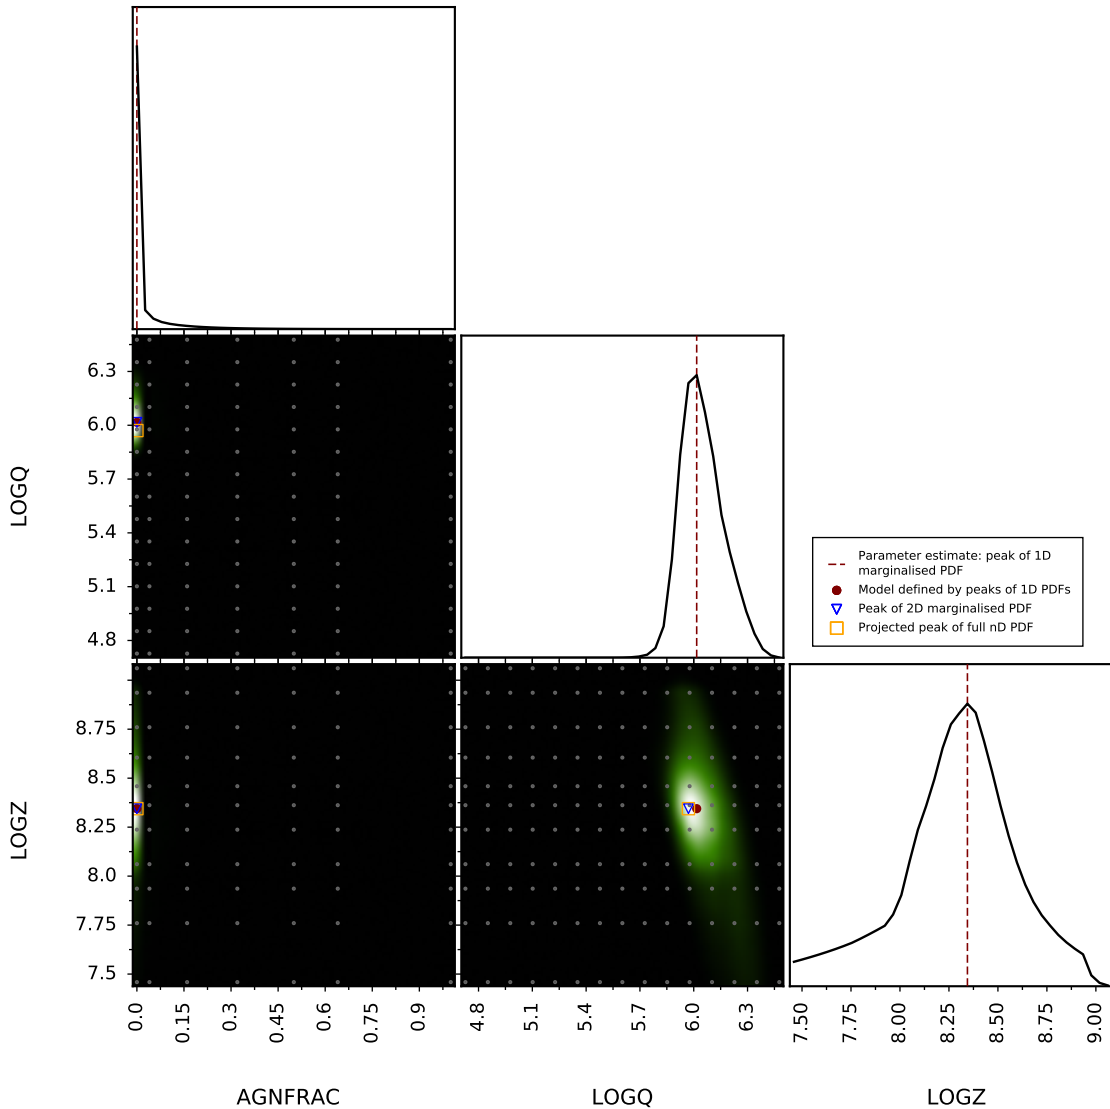 6.3
6.0
5.7
5.4
5.1
4.8
LOGQ
Parameter estimate: peak of 1D
marginalised PDF
Model defined by peaks of 1D PDFs
Peak of 2D marginalised PDF
Projected peak of full nD PDF
8.75
8.5
8.25
8.0
7.75
7.5
LOGZ
0.0 0.15 0.3 0.45 0.6 0.75 0.9
4.8 5.1 5.4 5.7 6.0 6.3
7.50 7.75 8.00 8.25 8.50 8.75 9.00
AGNFRAC
LOGQ
LOGZ